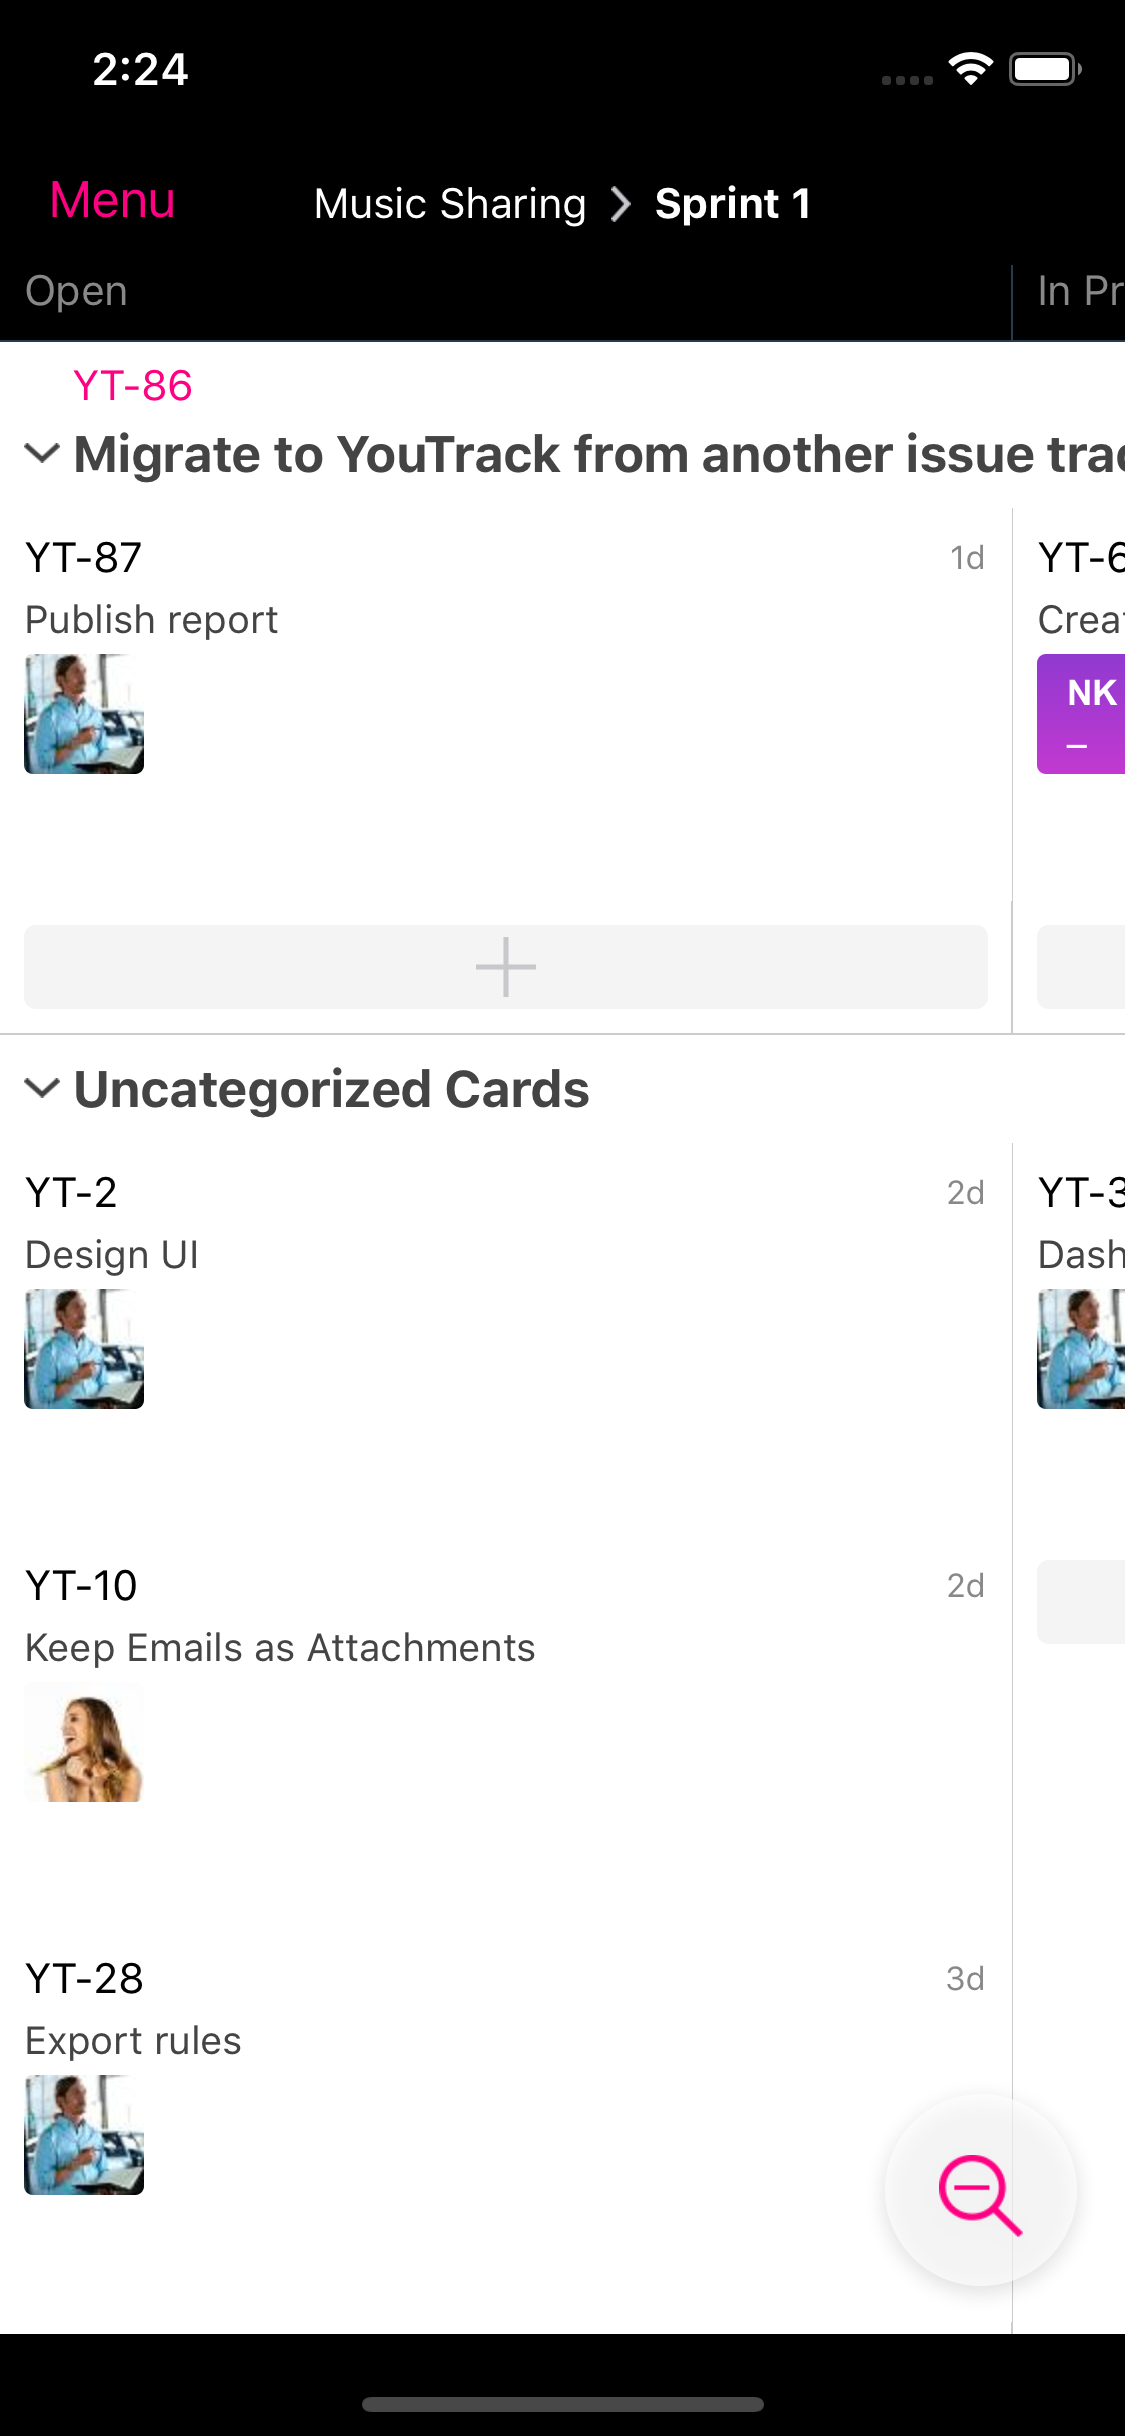 2:24
Menu
Music Sharing > Sprint 1
Open
In Pr
YT-86
Migrate to YouTrack from another issue trac
YT-87
1d
Publish report
YT-6
Creat
NK
–
Uncategorized Cards
YT-2
2d
Design UI
YT-3
Dash
YT-10
2d
Keep Emails as Attachments
YT-28
3d
Export rules